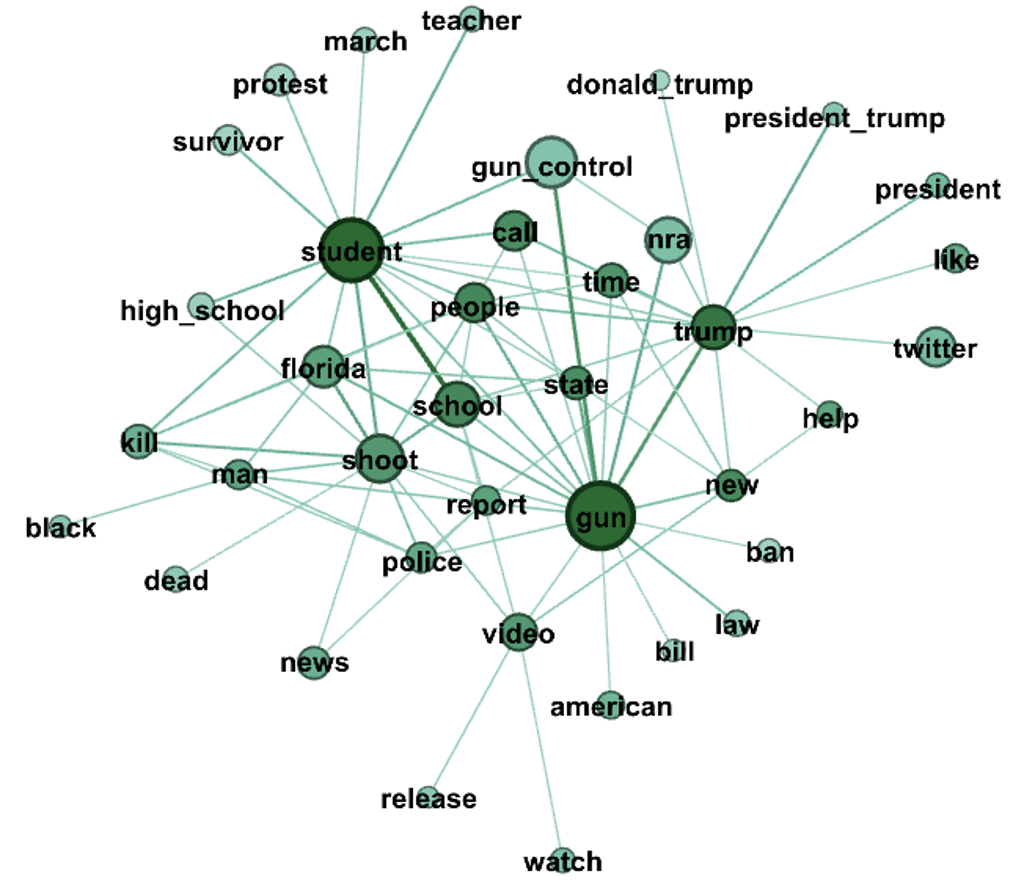 teacher
march
protest
donald_trump
president_trump
survivor
gun_control
president
student
call
nra
like
time
high_school
people
trump
twitter
florida
state
school
help
kill
shoot
man
new
report
gun
black
ban
police
dead
law
video
bill
news
american
release
watch